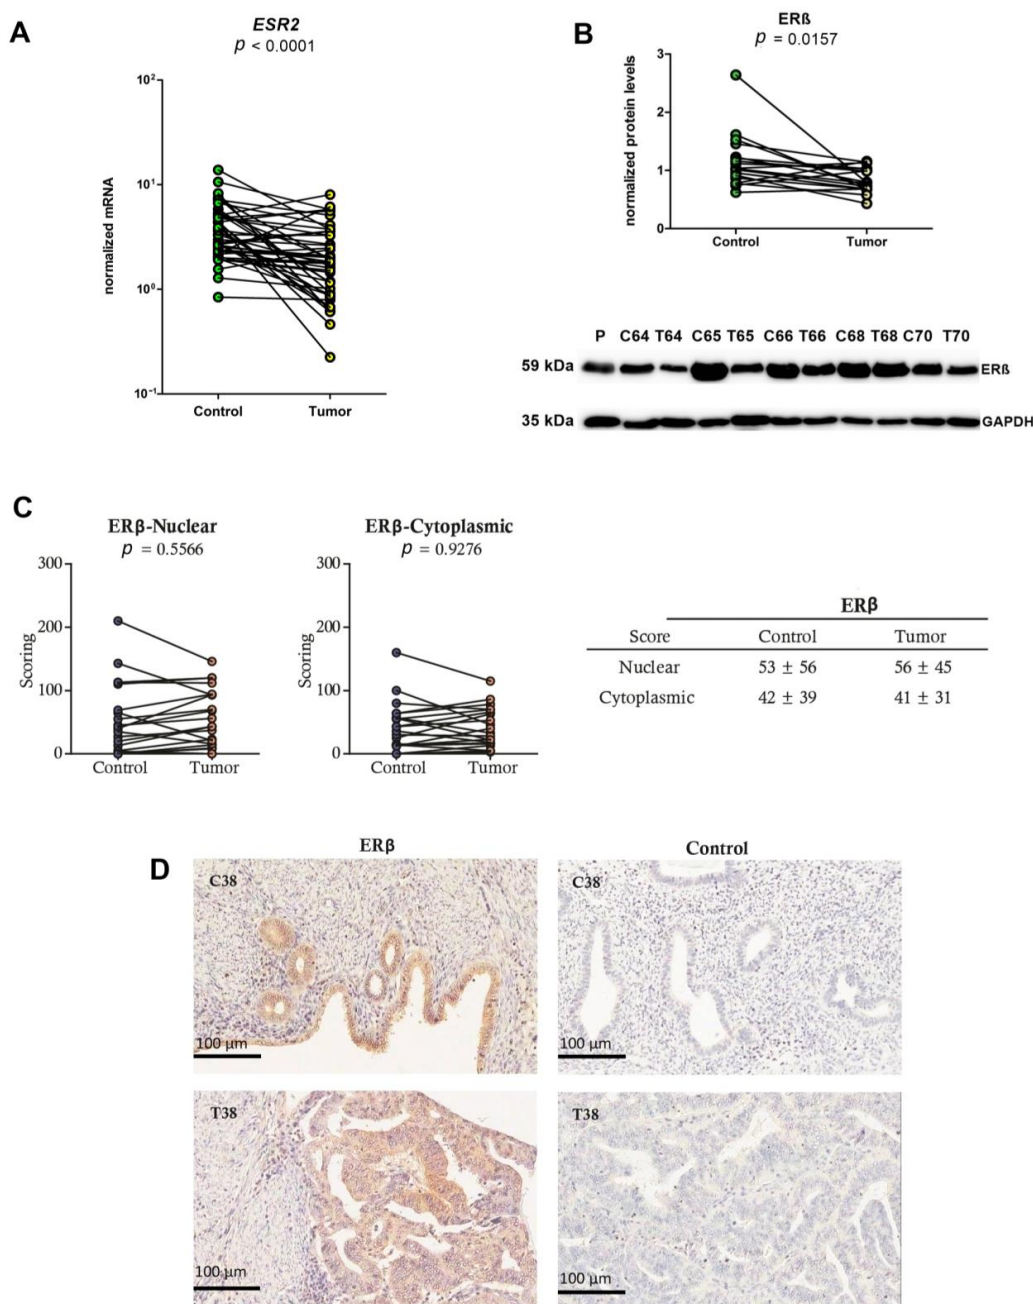 A
ESR2
p < 0.0001
normalized mRNA
10²
10¹
10⁰
10⁻¹
Control Tumor
B
ERß
p = 0.0157
normalized protein levels
3
2
1
0
Control Tumor
P C64 T64 C65 T65 C66 T66 C68 T68 C70 T70
59 kDa ERß
35 kDa GAPDH
C
ERβ-Nuclear
p = 0.5566
Scoring
300
200
100
0
Control Tumor
ERβ-Cytoplasmic
p = 0.9276
Scoring
300
200
100
0
Control Tumor
ERβ
Score Control Tumor
Nuclear 53 ± 56 56 ± 45
Cytoplasmic 42 ± 39 41 ± 31
D
ERβ Control
C38 C38
100 µm 100 µm
T38 T38
100 µm 100 µm